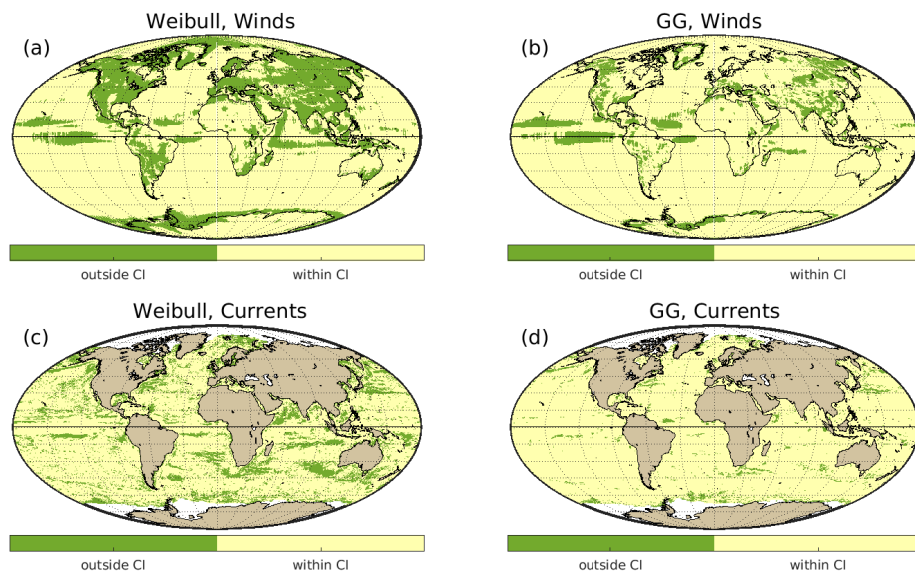 Weibull, Winds
(a)
outside CI
within CI
GG, Winds
(b)
outside CI
within CI
Weibull, Currents
(c)
outside CI
within CI
GG, Currents
(d)
outside CI
within CI